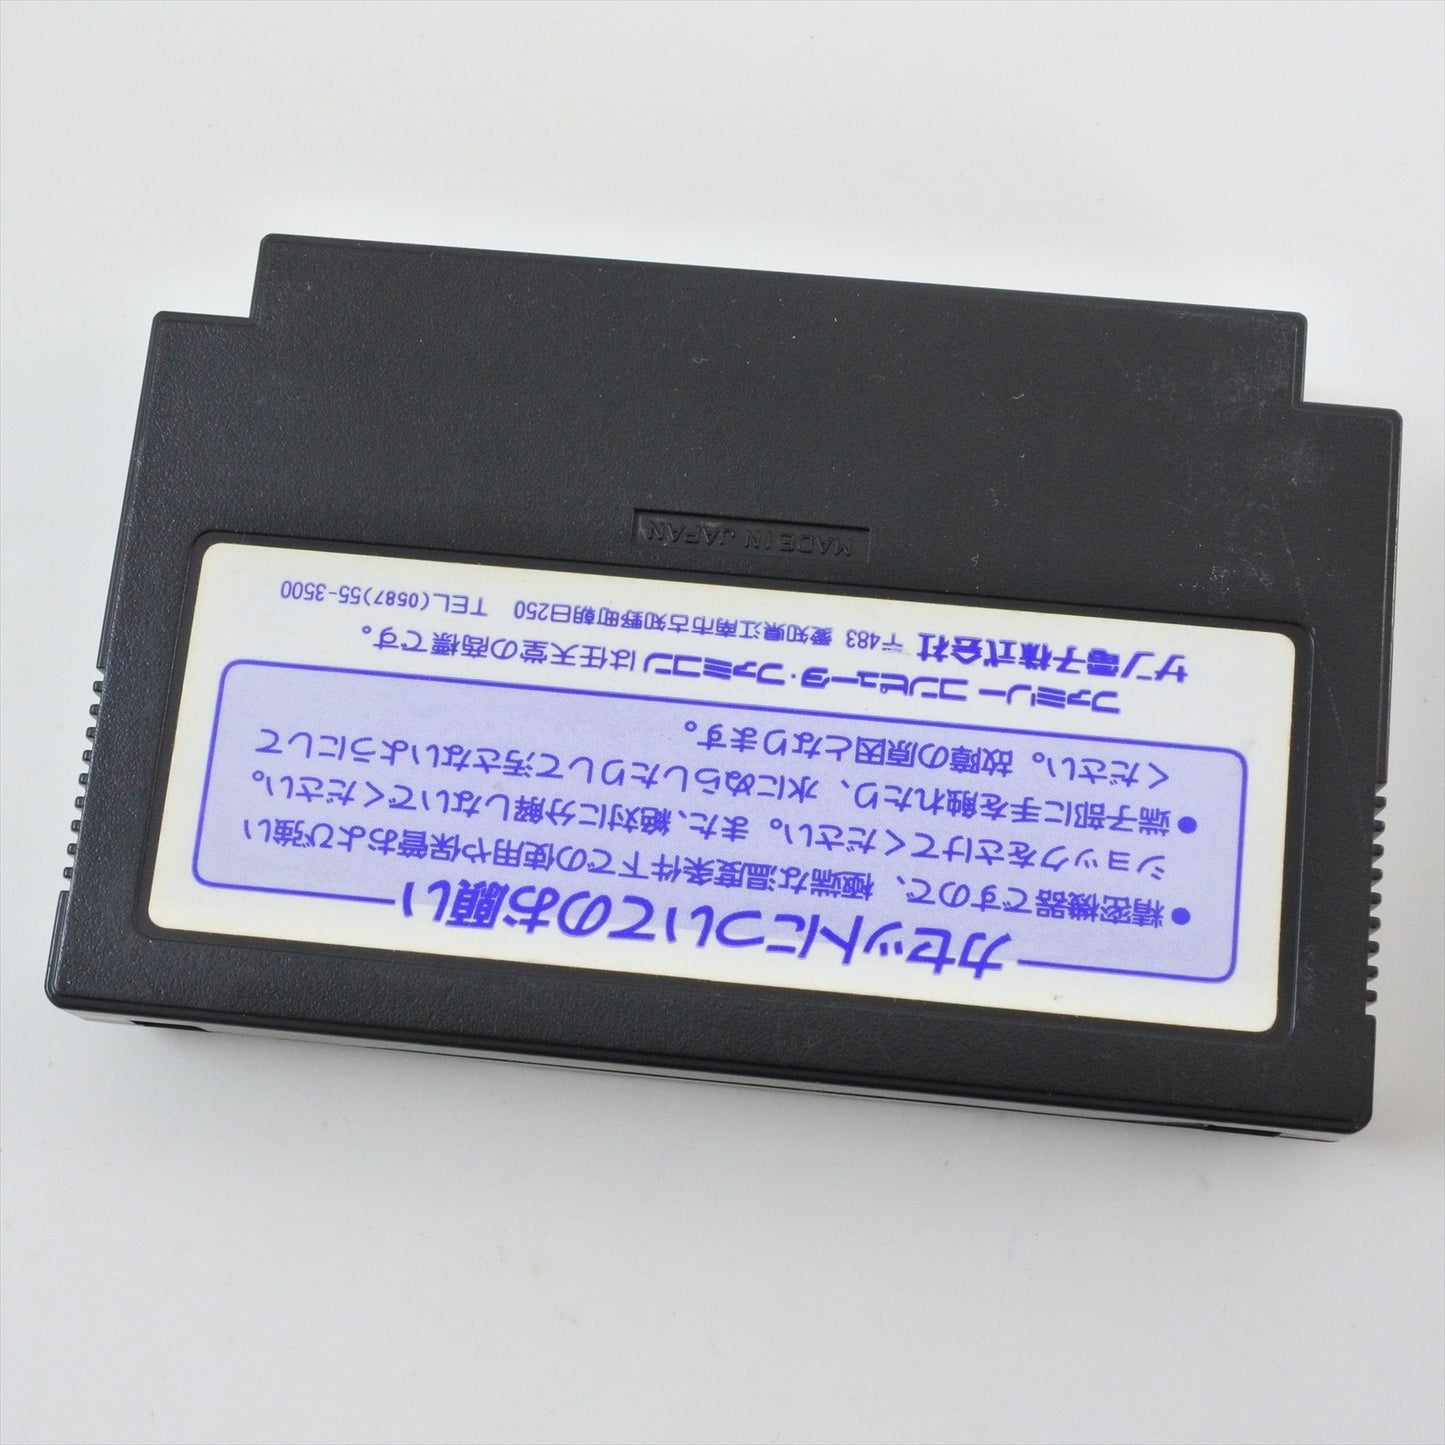 カセットについてのお願い
●精密機器ですので、極端な温度条件下での使用や保管および強い
ショックをさけてください。また、絶対に分解しないでください。
●端子部に手を触れたり、水にぬらしたりして汚さないようにして
ください。故障の原因となります。
ファミリー コンピュータ・ファミコンは任天堂の商標です。
サン電子株式会社 〒483 愛知県江南市古知野町朝日250 TEL(0587)55-3500
MADE IN JAPAN